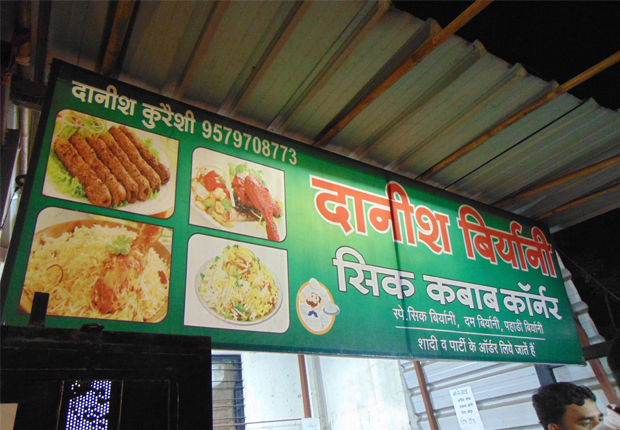 दानीश कुरैशी 9579708773
दानीश बिर्यानी
सिक कबाब कॉर्नर
स्पे.सिक बिर्यानी, दम बिर्यानी, पहाडी बिर्यानी
शादी व पार्टी के ऑर्डर लिये जातें हैं